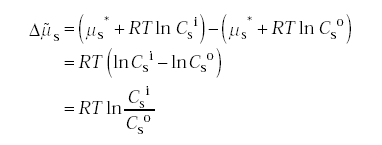 Δμ̃ₛ = (μₛ* + RT ln Cₛⁱ) – (μₛ* + RT ln Cₛᵒ)
= RT (ln Cₛⁱ – ln Cₛᵒ)
= RT ln Cₛⁱ / Cₛᵒ